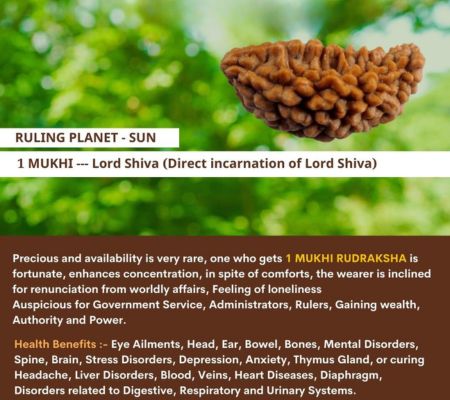 RULING PLANET - SUN
1 MUKHI --- Lord Shiva (Direct incarnation of Lord Shiva)
Precious and availability is very rare, one who gets 1 MUKHI RUDRAKSHA is
fortunate, enhances concentration, in spite of comforts, the wearer is inclined
for renunciation from worldly affairs, Feeling of loneliness
Auspicious for Government Service, Administrators, Rulers, Gaining wealth,
Authority and Power.
Health Benefits :- Eye Ailments, Head, Ear, Bowel, Bones, Mental Disorders,
Spine, Brain, Stress Disorders, Depression, Anxiety, Thymus Gland, or curing
Headache, Liver Disorders, Blood, Veins, Heart Diseases, Diaphragm,
Disorders related to Digestive, Respiratory and Urinary Systems.